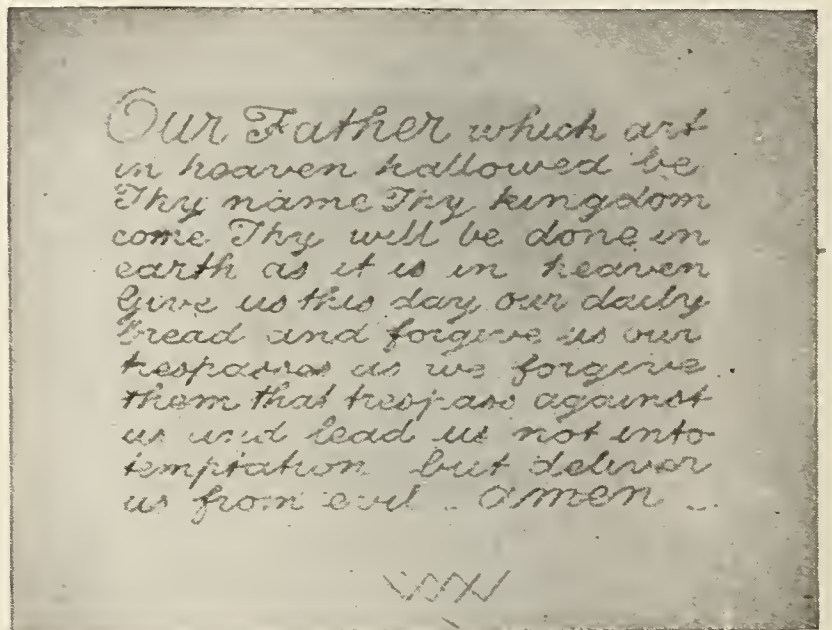 Our Father which art
in heaven hallowed be
Thy name Thy kingdom
come Thy will be done in
earth as it is in heaven
Give us this day our daily
bread and forgive us our
trespasses as we forgive
them that trespass against
us and lead us not into
temptation but deliver
us from evil .. amen ...